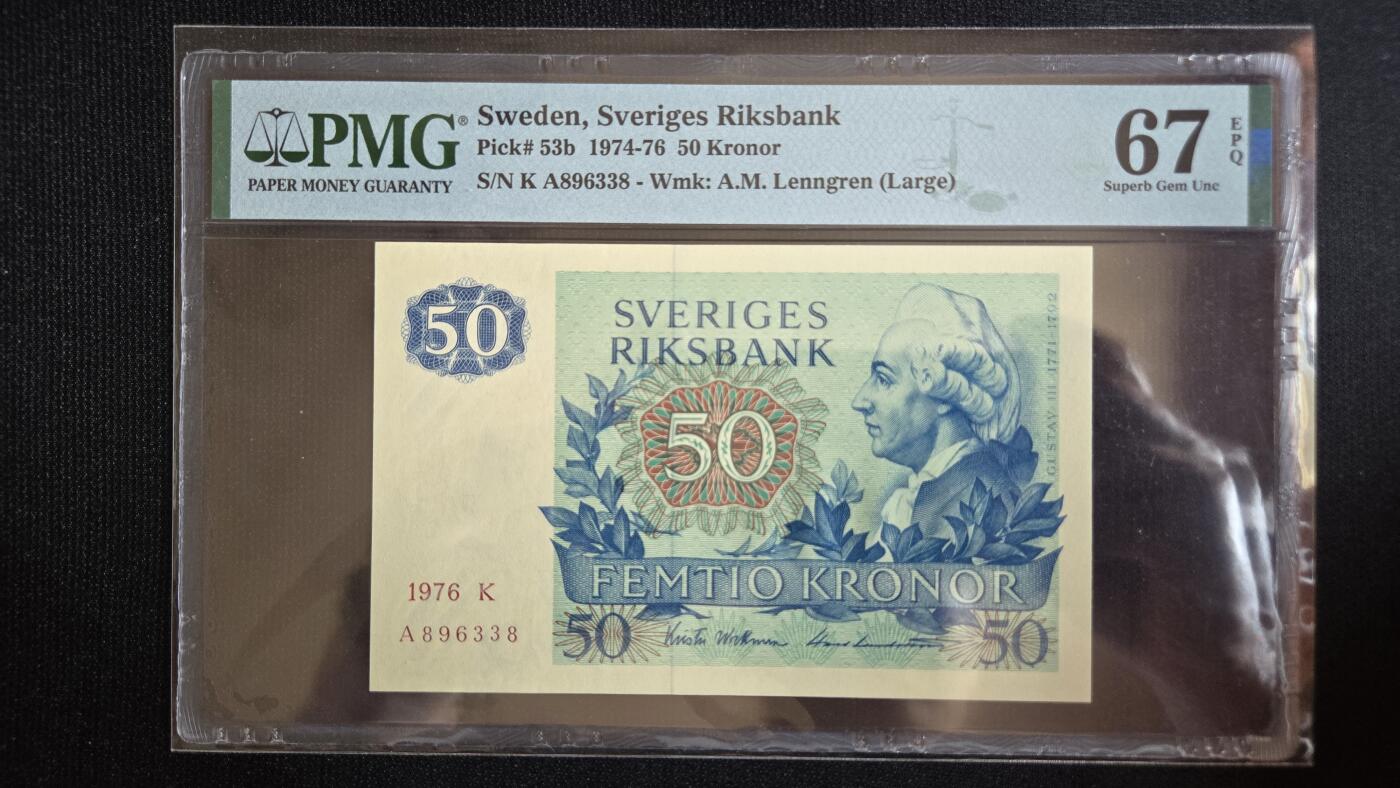 PMG®
PAPER MONEY GUARANTY
Sweden, Sveriges Riksbank
Pick# 53b 1974-76 50 Kronor
S/N K A896338 - Wmk: A.M. Lenngren (Large)
67
EPQ
Superb Gem Unc
50
SVERIGES
RIKSBANK
50
GUSTAV III 1771-1792
FEMTIO KRONOR
1976 K
A896338
50
50